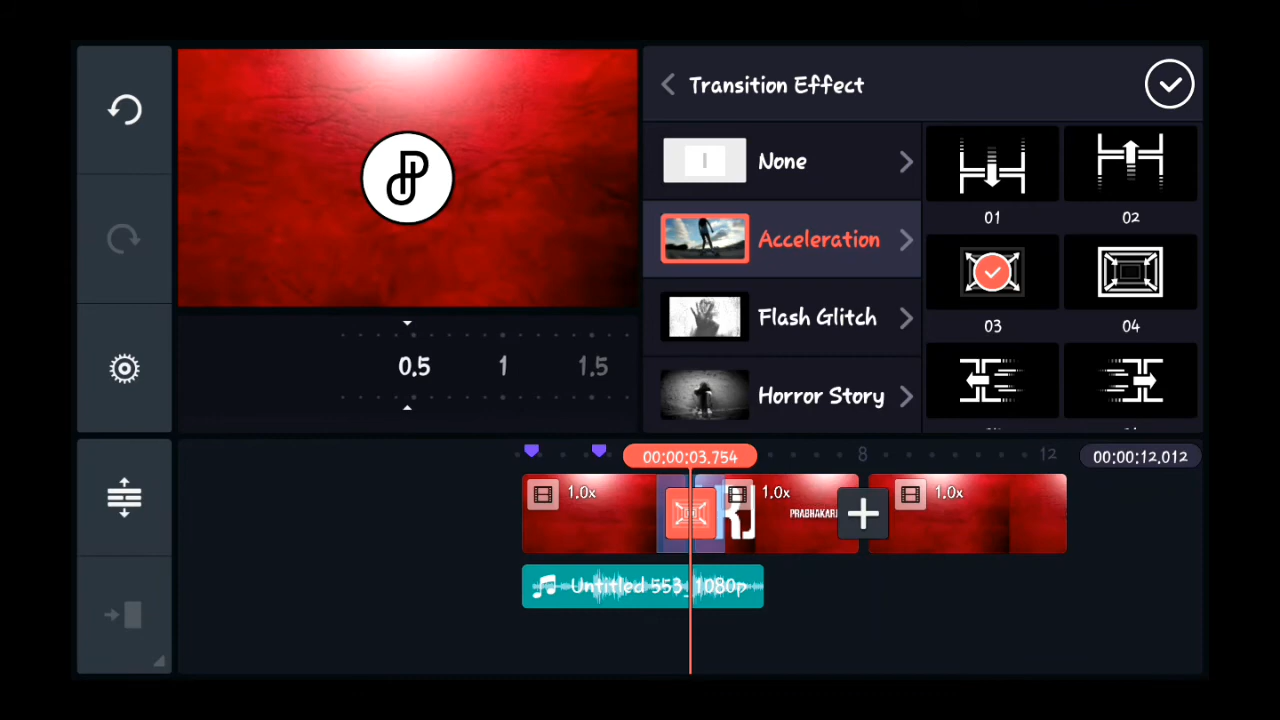 Transition Effect
None
01
02
Acceleration
Flash Glitch
03
04
Horror Story
0.5 1 1.5
00:00:03.754
8
12
00:00:12.012
1.0x
1.0x
PRABHAKAR
1.0x
Untitled 553_1080p